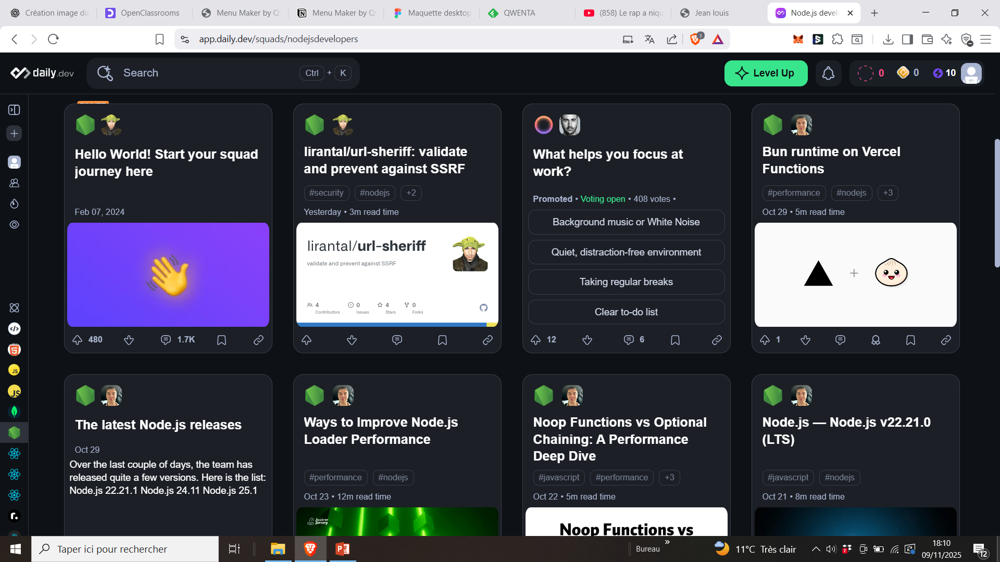 Création image dia
OpenClassrooms
Menu Maker by Q
Menu Maker by Q
Maquette desktop
QWENTA
(858) Le rap a niqu
Jean louis
Node.js devel
app.daily.dev/squads/nodejsdevelopers
3
daily.dev
Search
Ctrl + K
Level Up
0
0
10
Hello World! Start your squad
journey here
Feb 07, 2024
480
1.7K
lirantal/url-sheriff: validate
and prevent against SSRF
#security
#nodejs
+2
Yesterday • 3m read time
lirantal/url-sheriff
validate and prevent against SSRF
4
Contributors
0
Issues
4
Stars
0
Forks
What helps you focus at
work?
Promoted • Voting open • 408 votes •
Background music or White Noise
Quiet, distraction-free environment
Taking regular breaks
Clear to-do list
12
6
Bun runtime on Vercel
Functions
#performance
#nodejs
+3
Oct 29 • 5m read time
+
1
The latest Node.js releases
Oct 29
Over the last couple of days, the team has
released quite a few versions. Here is the list:
Node.js 22.21.1 Node.js 24.11 Node.js 25.1
Ways to Improve Node.js
Loader Performance
#performance
#nodejs
Oct 23 • 12m read time
JavaScript
Sorcery
Noop Functions vs Optional
Chaining: A Performance
Deep Dive
#javascript
#performance
+3
Oct 22 • 5m read time
Noop Functions vs
Node.js — Node.js v22.21.0
(LTS)
#javascript
#nodejs
Oct 21 • 8m read time
JS
JS
r.
Taper ici pour rechercher
Bureau
11°C Très clair
18:10
09/11/2025
12